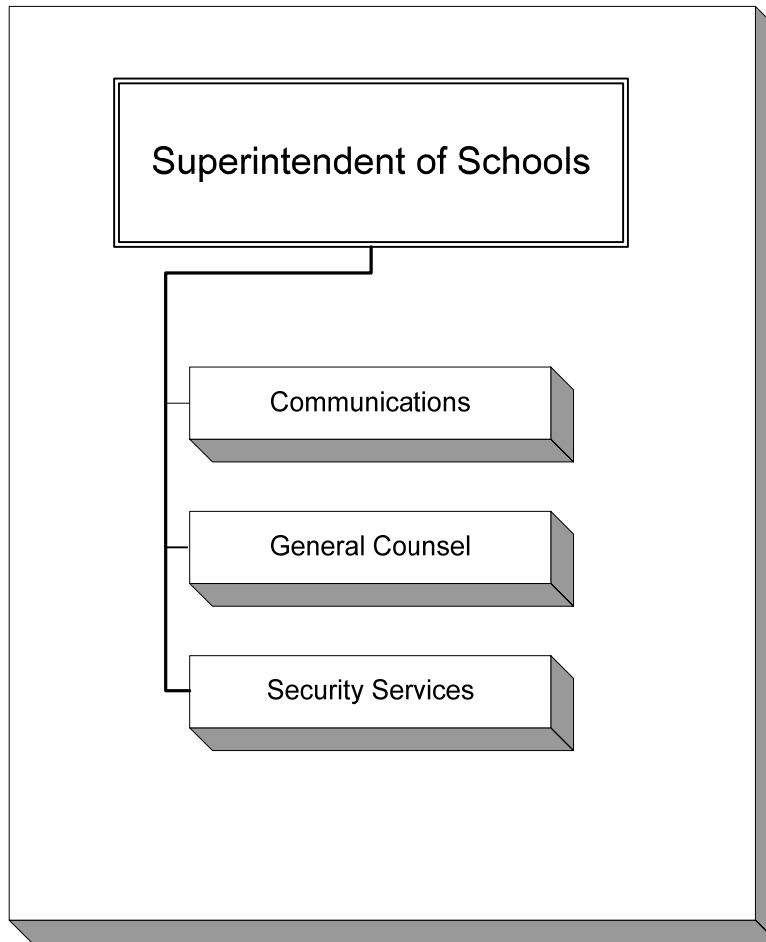 Superintendent of Schools
Communications
General Counsel
Security Services